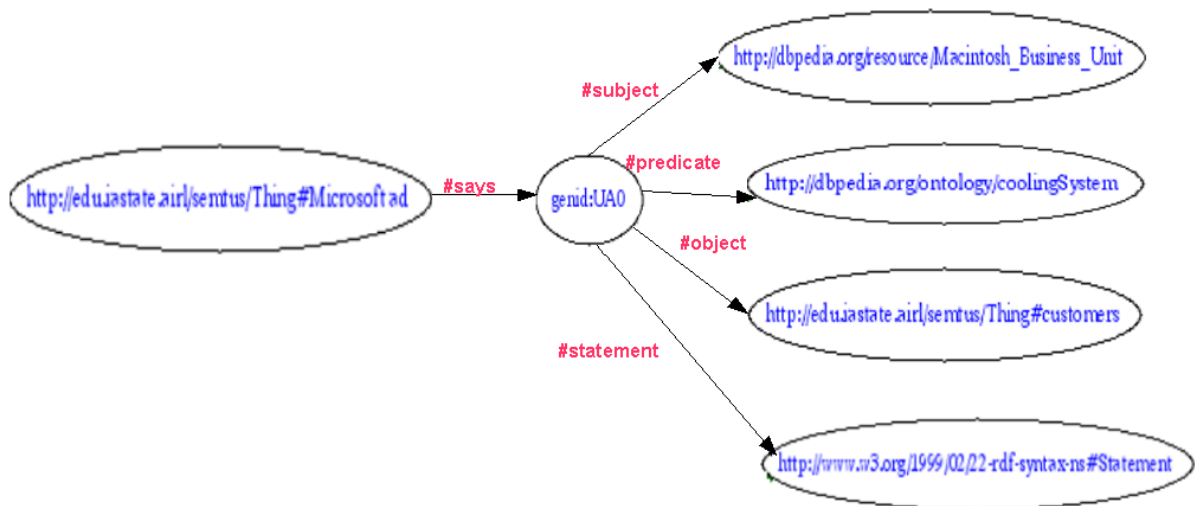 http://dbpedia.org/resource/Macintosh_Business_Unit
#subject
#predicate
http://edu.iastate.airl/semtus/Thing#Microsoft ad
#says
genid:UA0
http://dbpedia.org/ontology/coolingSystem
#object
http://edu.iastate.airl/semtus/Thing#customers
#statement
http://www.w3.org/1999/02/22-rdf-syntax-ns#Statement